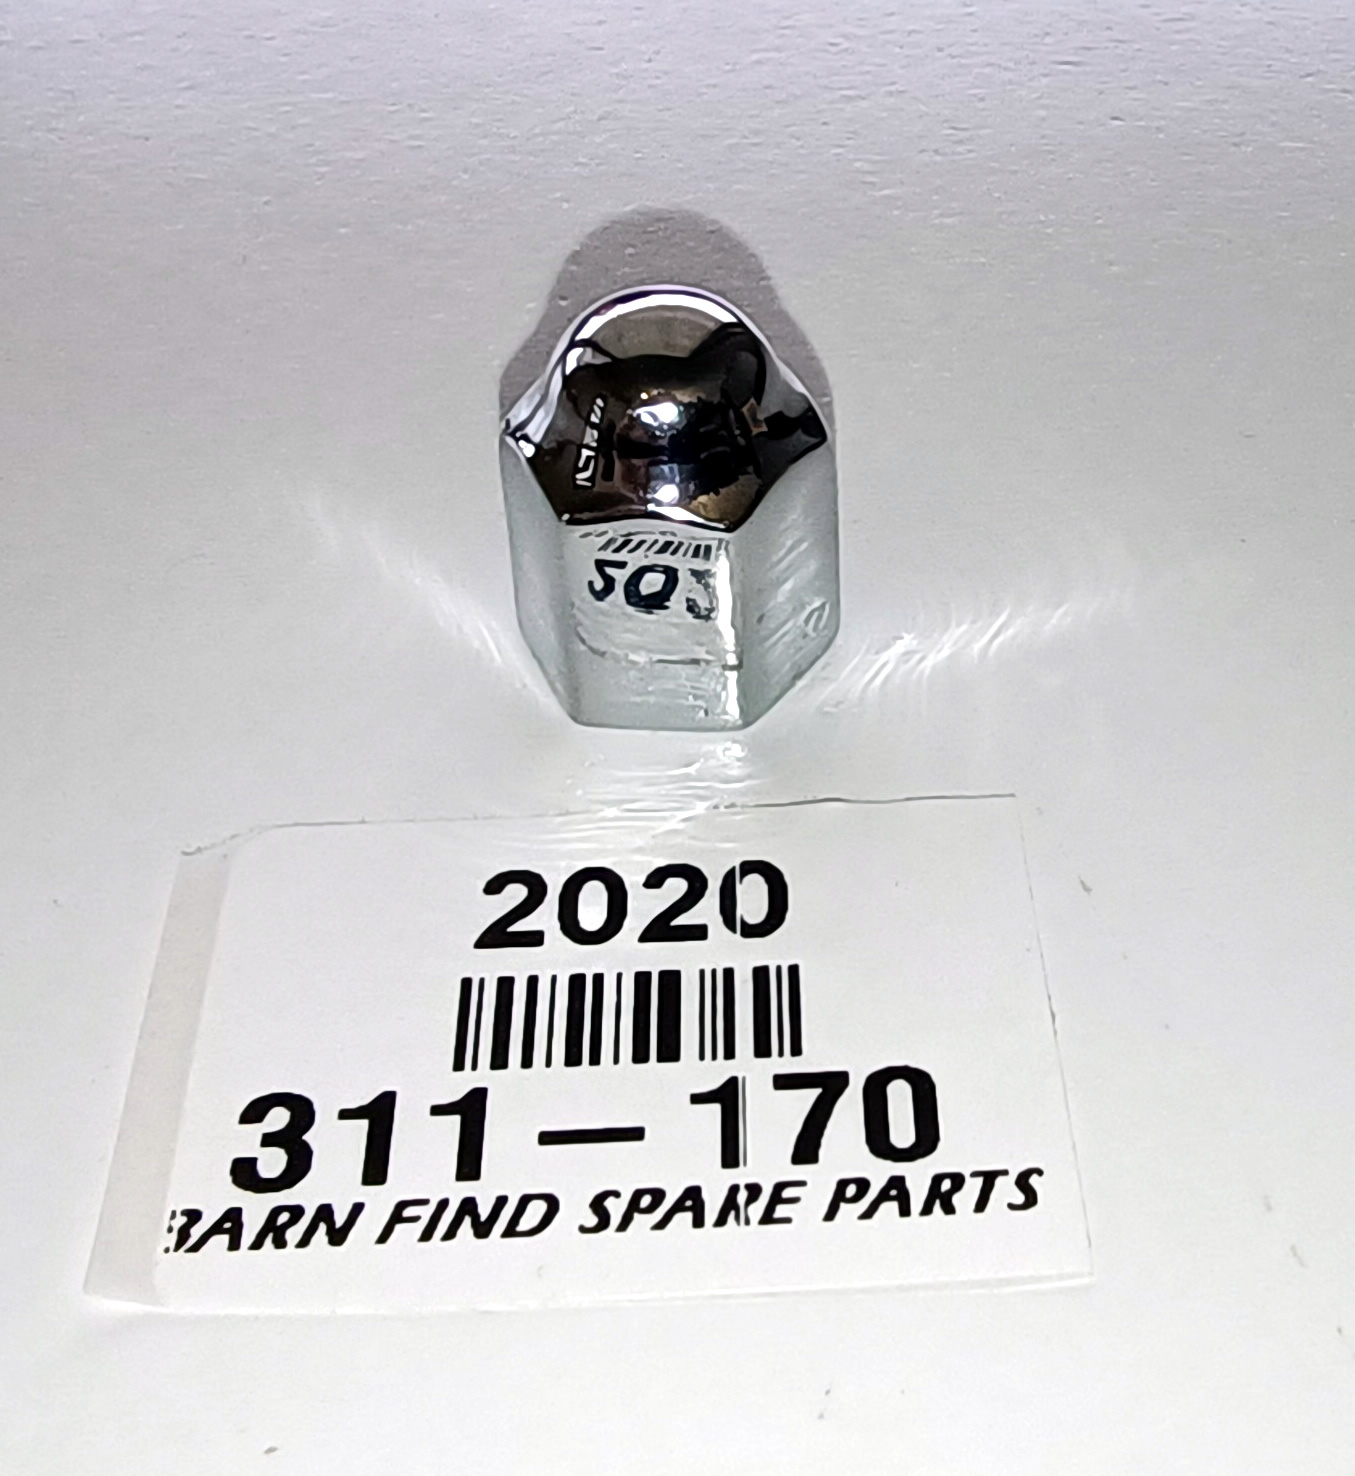 2020
311-170
BARN FIND SPARE PARTS